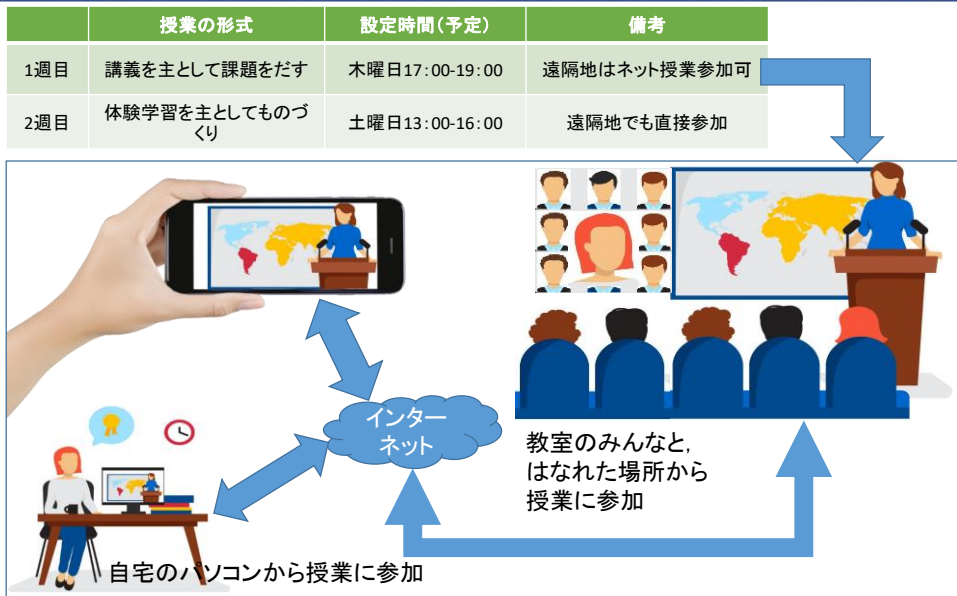 授業の形式 設定時間(予定) 備考
1週目 講義を主として課題をだす 木曜日17:00-19:00 遠隔地はネット授業参加可
2週目 体験学習を主としてものづ
くり 土曜日13:00-16:00 遠隔地でも直接参加
インター
ネット
教室のみんなと,
はなれた場所から
授業に参加
自宅のパソコンから授業に参加